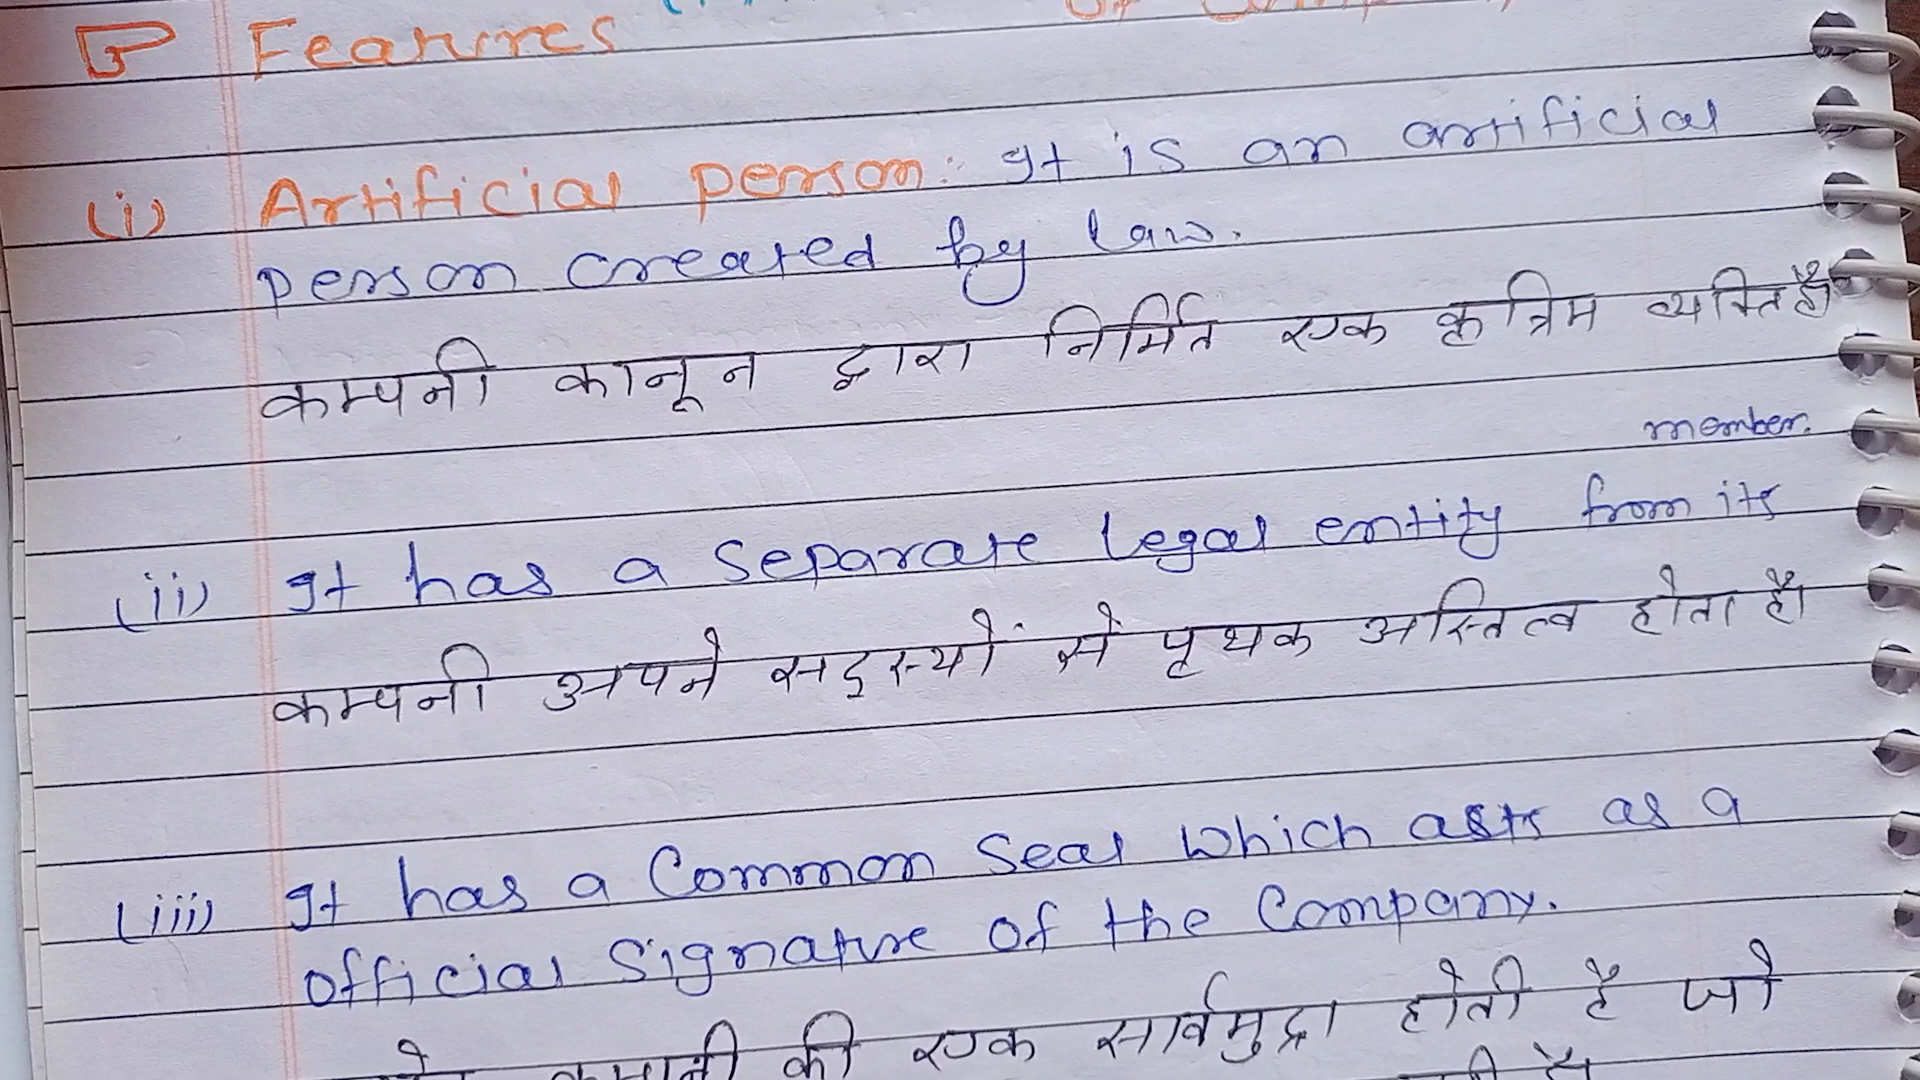 Features
(i) Artificial person: It is an artificial
person created by law.
कम्पनी कानून द्वारा निर्मित एक कृत्रिम व्यक्ति है
member.
(ii) It has a separate legal entity from its
कम्पनी अपने सदस्यों से पृथक अस्तित्व होता है।
(iii) It has a Common Seal which acts as a
official signature of the Company.
की एक सार्वमुद्रा होती है जो